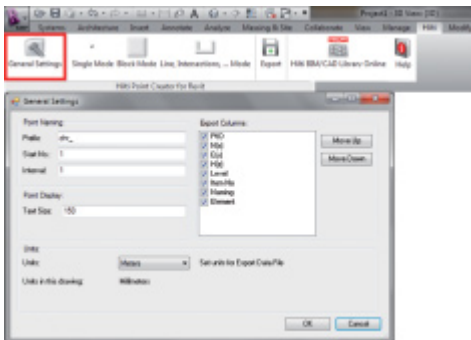 Project1 - 3D View: {3D}
Systems Architecture Insert Annotate Analyze Massing & Site Collaborate View Manage Hilti Modify
General Settings Single Mode Block Mode Line, Intersections, ... Mode Export Hilti BIM/CAD Library Online Help
Hilti Point Creator for Revit
General Settings
Point Naming:
Prefix:
Start No.: 1
Interval: 1
Point Display:
Text Size: 150
Export Columns:
PtID
N(x)
E(y)
H(z)
Level
Item-No
Naming
Element
Move Up
Move Down
Units:
Units: Meters Set units for Export Data File
Units in this drawing: Millimeters
OK Cancel